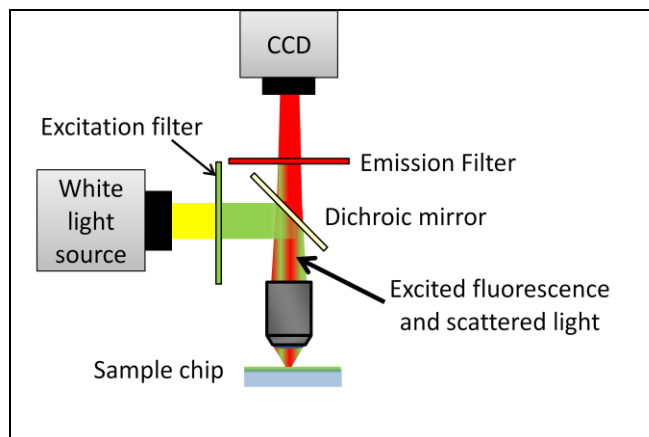 CCD
Excitation filter
Emission Filter
White
light
source
Dichroic mirror
Excited fluorescence
and scattered light
Sample chip